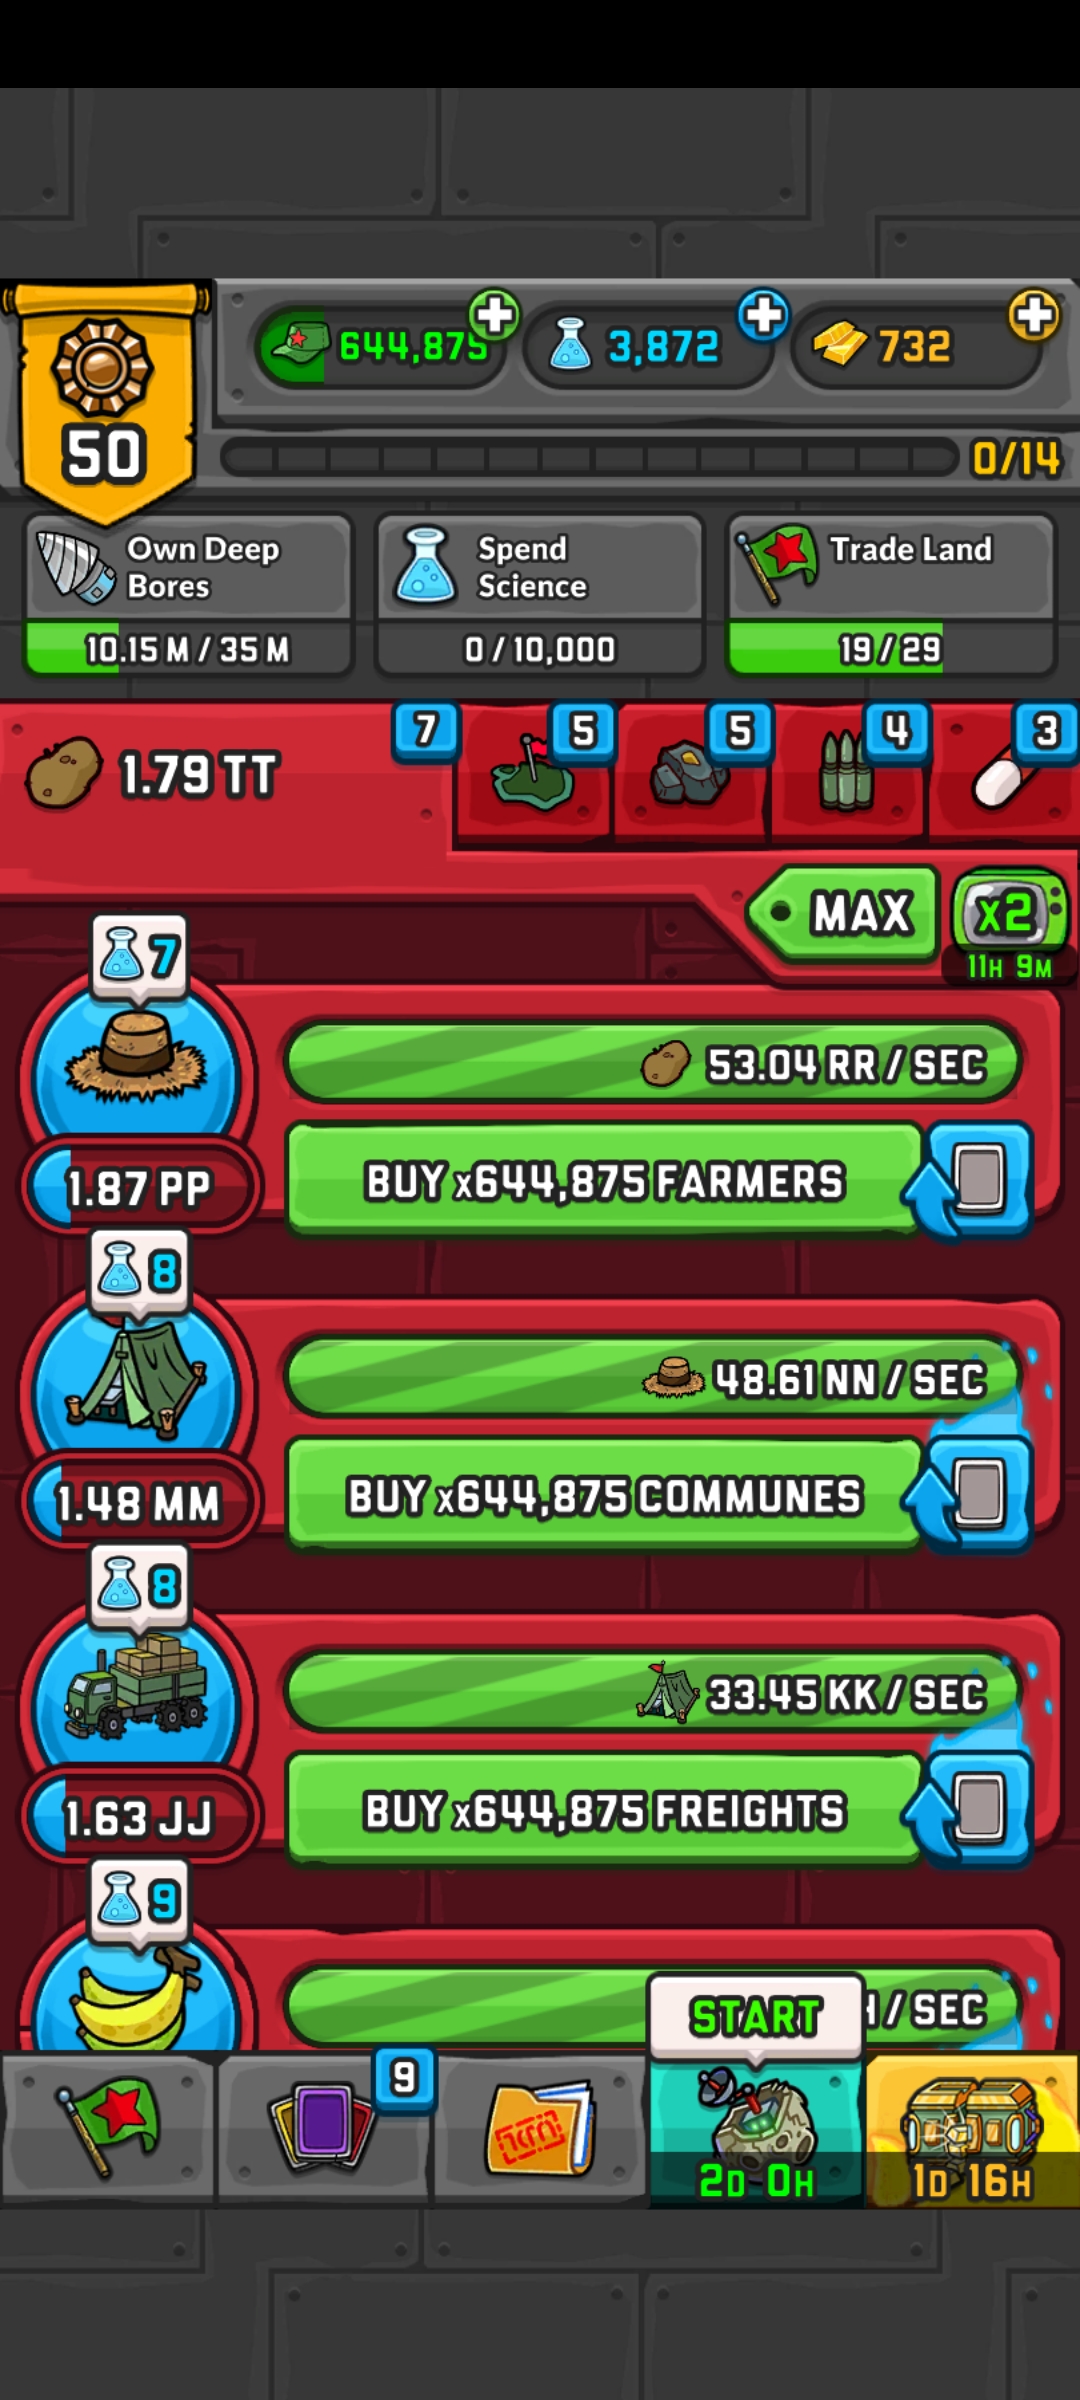 50
644,875
3,872
732
0/14
Own Deep
Bores
10.15 M / 35 M
Spend
Science
0 / 10,000
Trade Land
19 / 29
1.79 TT
7
5
5
4
3
MAX
x2
11H 9M
7
53.04 RR / SEC
1.87 PP
BUY x644,875 FARMERS
8
48.61 NN / SEC
1.48 MM
BUY x644,875 COMMUNES
8
33.45 KK / SEC
1.63 JJ
BUY x644,875 FREIGHTS
9
/ SEC
START
9
2D 0H
1D 16H